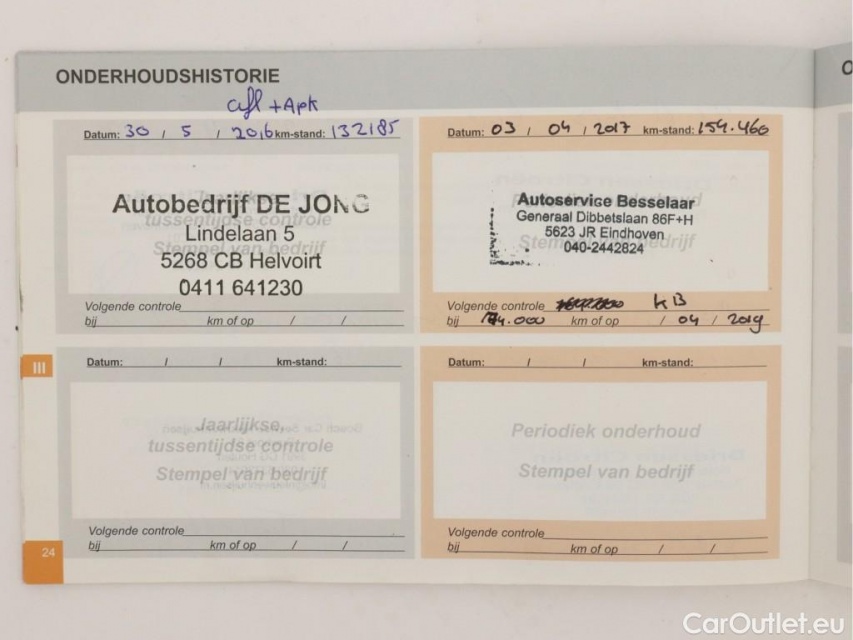 ONDERHOUDSHISTORIE
afl + Apk
Datum: 30 / 5 / 2016 km-stand: 132185
Autobedrijf DE JONG
Lindelaan 5
5268 CB Helvoirt
0411 641230
Volgende controle
bij km of op / /
Datum: 03 / 04 / 2017 km-stand: 154.460
Autoservice Besselaar
Generaal Dibbetslaan 86F+H
5623 JR Eindhoven
040-2442824
Volgende controle KB
bij 174.000 km of op / 04 / 2019
III
Datum: / / km-stand:
Jaarlijkse,
tussentijdse controle
Stempel van bedrijf
Volgende controle
bij km of op / /
Datum: / / km-stand:
Periodiek onderhoud
Stempel van bedrijf
Volgende controle
bij km of op / /
24
O
CarOutlet.eu